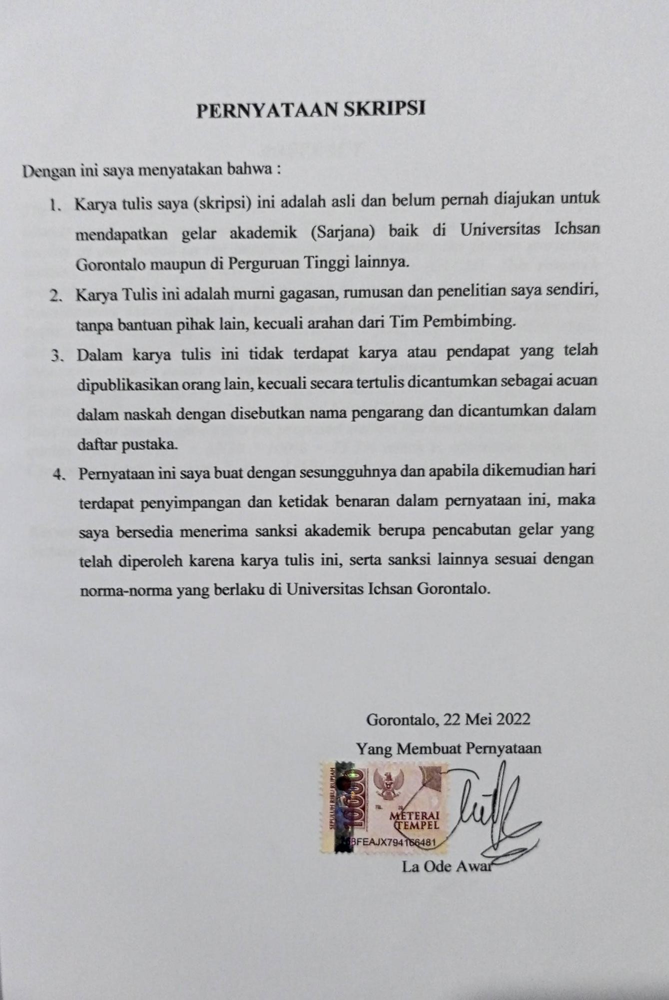 PERNYATAAN SKRIPSI
Dengan ini saya menyatakan bahwa :
1. Karya tulis saya (skripsi) ini adalah asli dan belum pernah diajukan untuk
mendapatkan gelar akademik (Sarjana) baik di Universitas Ichsan
Gorontalo maupun di Perguruan Tinggi lainnya.
2. Karya Tulis ini adalah murni gagasan, rumusan dan penelitian saya sendiri,
tanpa bantuan pihak lain, kecuali arahan dari Tim Pembimbing.
3. Dalam karya tulis ini tidak terdapat karya atau pendapat yang telah
dipublikasikan orang lain, kecuali secara tertulis dicantumkan sebagai acuan
dalam naskah dengan disebutkan nama pengarang dan dicantumkan dalam
daftar pustaka.
4. Pernyataan ini saya buat dengan sesungguhnya dan apabila dikemudian hari
terdapat penyimpangan dan ketidak benaran dalam pernyataan ini, maka
saya bersedia menerima sanksi akademik berupa pencabutan gelar yang
telah diperoleh karena karya tulis ini, serta sanksi lainnya sesuai dengan
norma-norma yang berlaku di Universitas Ichsan Gorontalo.
Gorontalo, 22 Mei 2022
Yang Membuat Pernyataan
SEPULUH RIBU RUPIAH
10000
TGL. 20
METERAI
TEMPEL
BFEAJX794166481
La Ode Awar